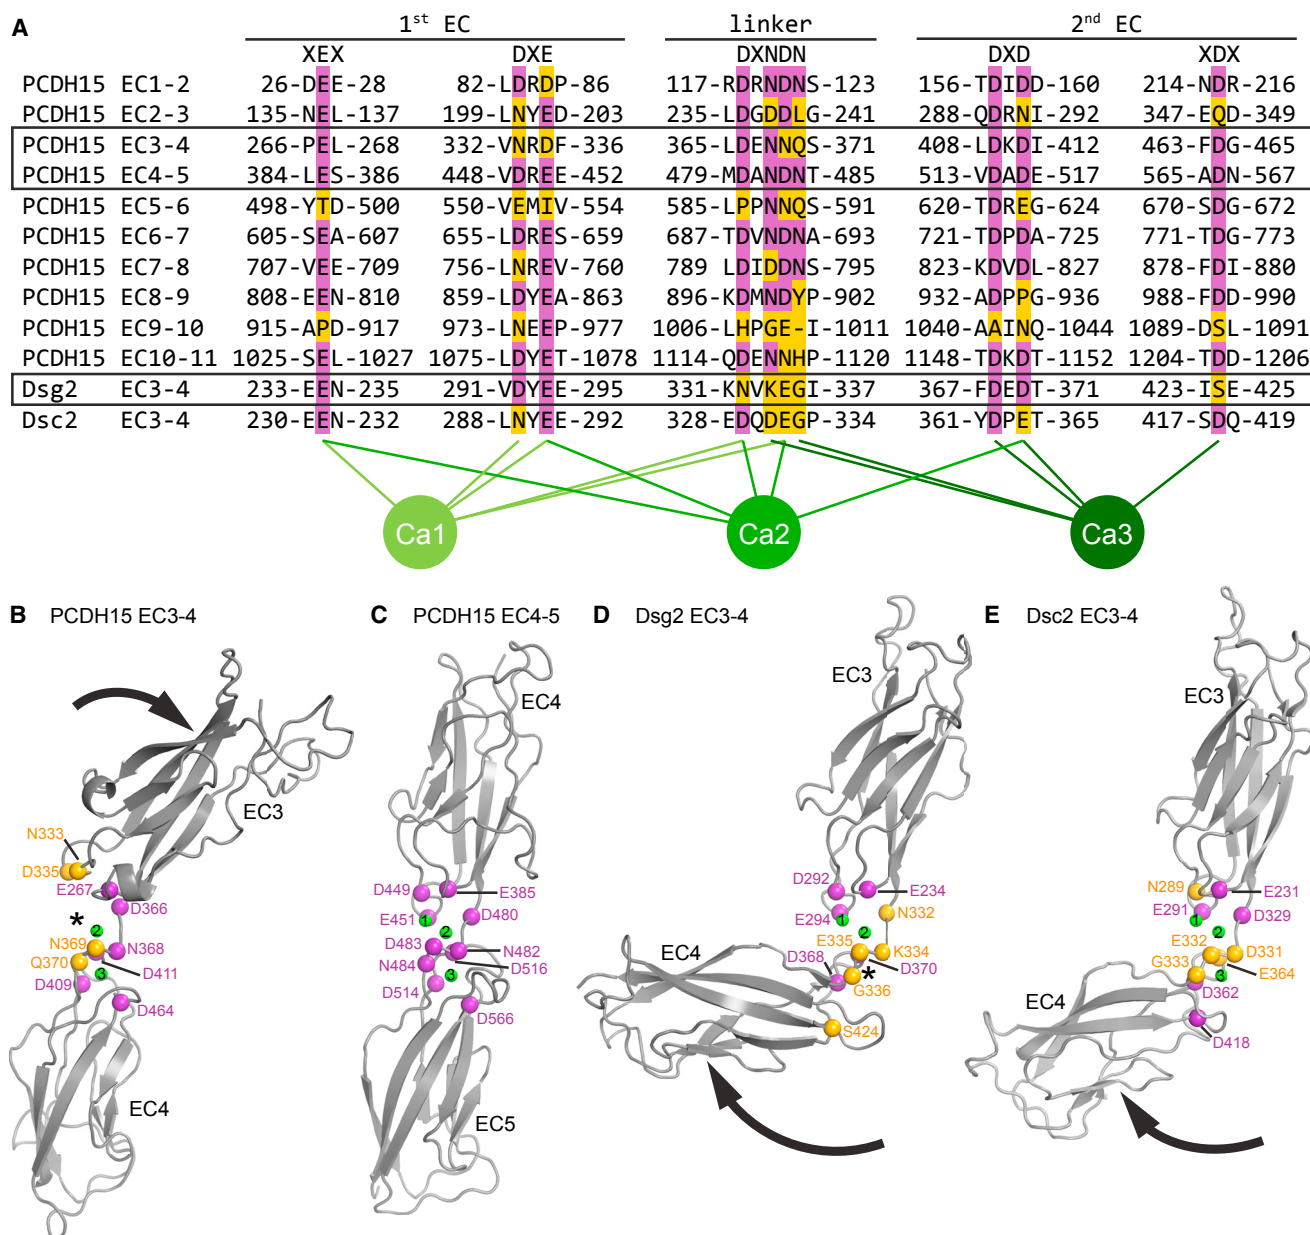 A
1st EC linker 2nd EC
XEX DXE DXNDN DXD XDX
PCDH15 EC1-2 26-DEE-28 82-LDRDP-86 117-RDRNDNS-123 156-TDIDD-160 214-NDR-216
PCDH15 EC2-3 135-NEL-137 199-LNYED-203 235-LDGDDLG-241 288-QDRNI-292 347-EQD-349
PCDH15 EC3-4 266-PEL-268 332-VNRDF-336 365-LDENNQS-371 408-LDKDI-412 463-FDG-465
PCDH15 EC4-5 384-LES-386 448-VDREE-452 479-MDANDNT-485 513-VDADE-517 565-ADN-567
PCDH15 EC5-6 498-YTD-500 550-VEMIV-554 585-LPPNNQS-591 620-TDREG-624 670-SDG-672
PCDH15 EC6-7 605-SEA-607 655-LDRES-659 687-TDVNDNA-693 721-TDPDA-725 771-TDG-773
PCDH15 EC7-8 707-VEE-709 756-LNREV-760 789 LDIDDNS-795 823-KDVDL-827 878-FDI-880
PCDH15 EC8-9 808-EEN-810 859-LDYEA-863 896-KDMNDYP-902 932-ADPPG-936 988-FDD-990
PCDH15 EC9-10 915-APD-917 973-LNEEP-977 1006-LHPGE-I-1011 1040-AAINQ-1044 1089-DSL-1091
PCDH15 EC10-11 1025-SEL-1027 1075-LDYET-1078 1114-QDENNHP-1120 1148-TDKDT-1152 1204-TDD-1206
Dsg2 EC3-4 233-EEN-235 291-VDYEE-295 331-KNVKEGI-337 367-FDEDT-371 423-ISE-425
Dsc2 EC3-4 230-EEN-232 288-LNYEE-292 328-EDQDEGP-334 361-YDPET-365 417-SDQ-419
Ca1 Ca2 Ca3
B PCDH15 EC3-4
EC3
N333
D335
E267
D366
*
2
N369
N368
Q370
D411
3
D409
D464
EC4
C PCDH15 EC4-5
EC4
D449
E385
E451
1
D480
2
D483
N482
N484
D516
3
D514
D566
EC5
D Dsg2 EC3-4
EC3
D292
E234
E294
1
N332
2
E335
K334
EC4
D368
D370
*
G336
S424
E Dsc2 EC3-4
EC3
N289
E231
E291
1
D329
2
E332
D331
G333
E364
3
D362
EC4
D418